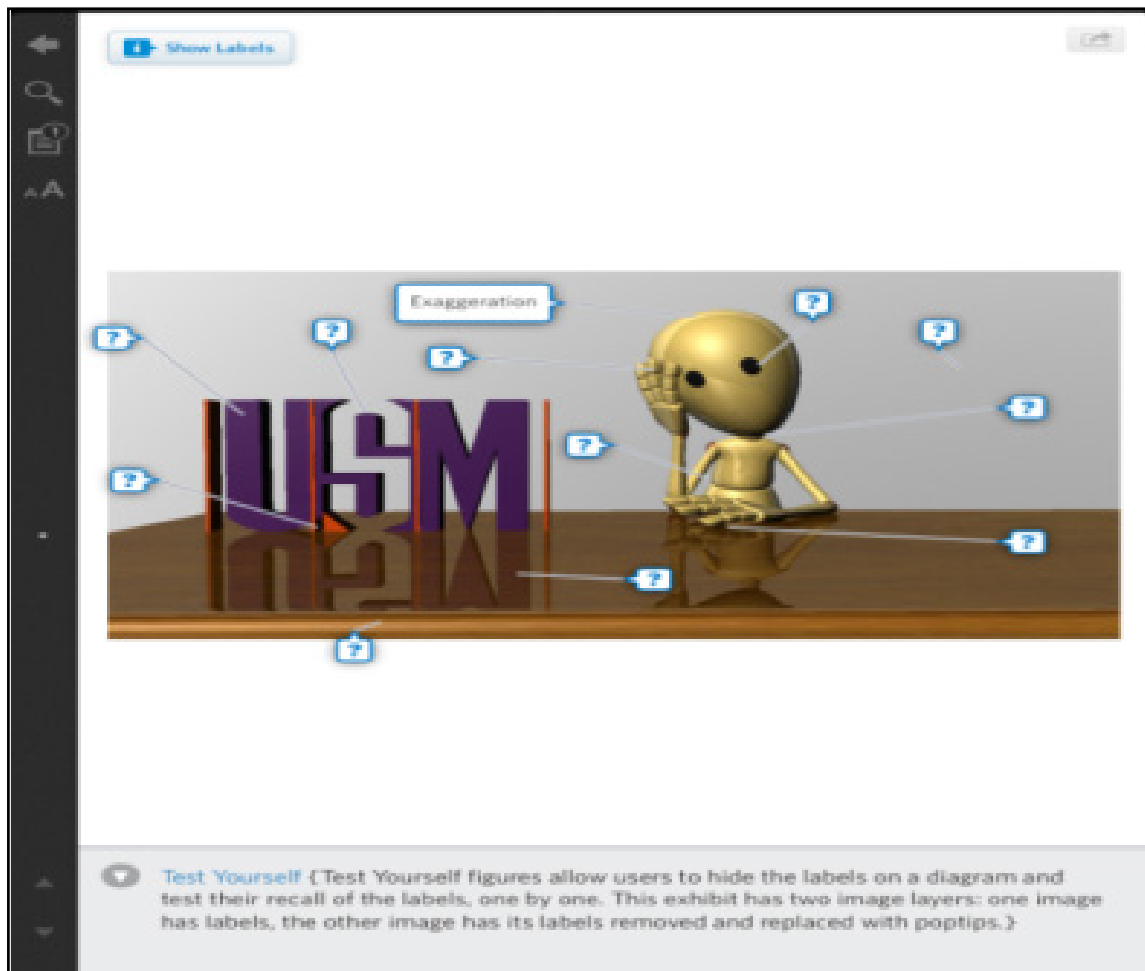 Show Labels
AA
Exaggeration
?
?
?
?
?
?
USM
?
?
?
?
?
Test Yourself {Test Yourself figures allow users to hide the labels on a diagram and
test their recall of the labels, one by one. This exhibit has two image layers: one image
has labels, the other image has its labels removed and replaced with poptips.}